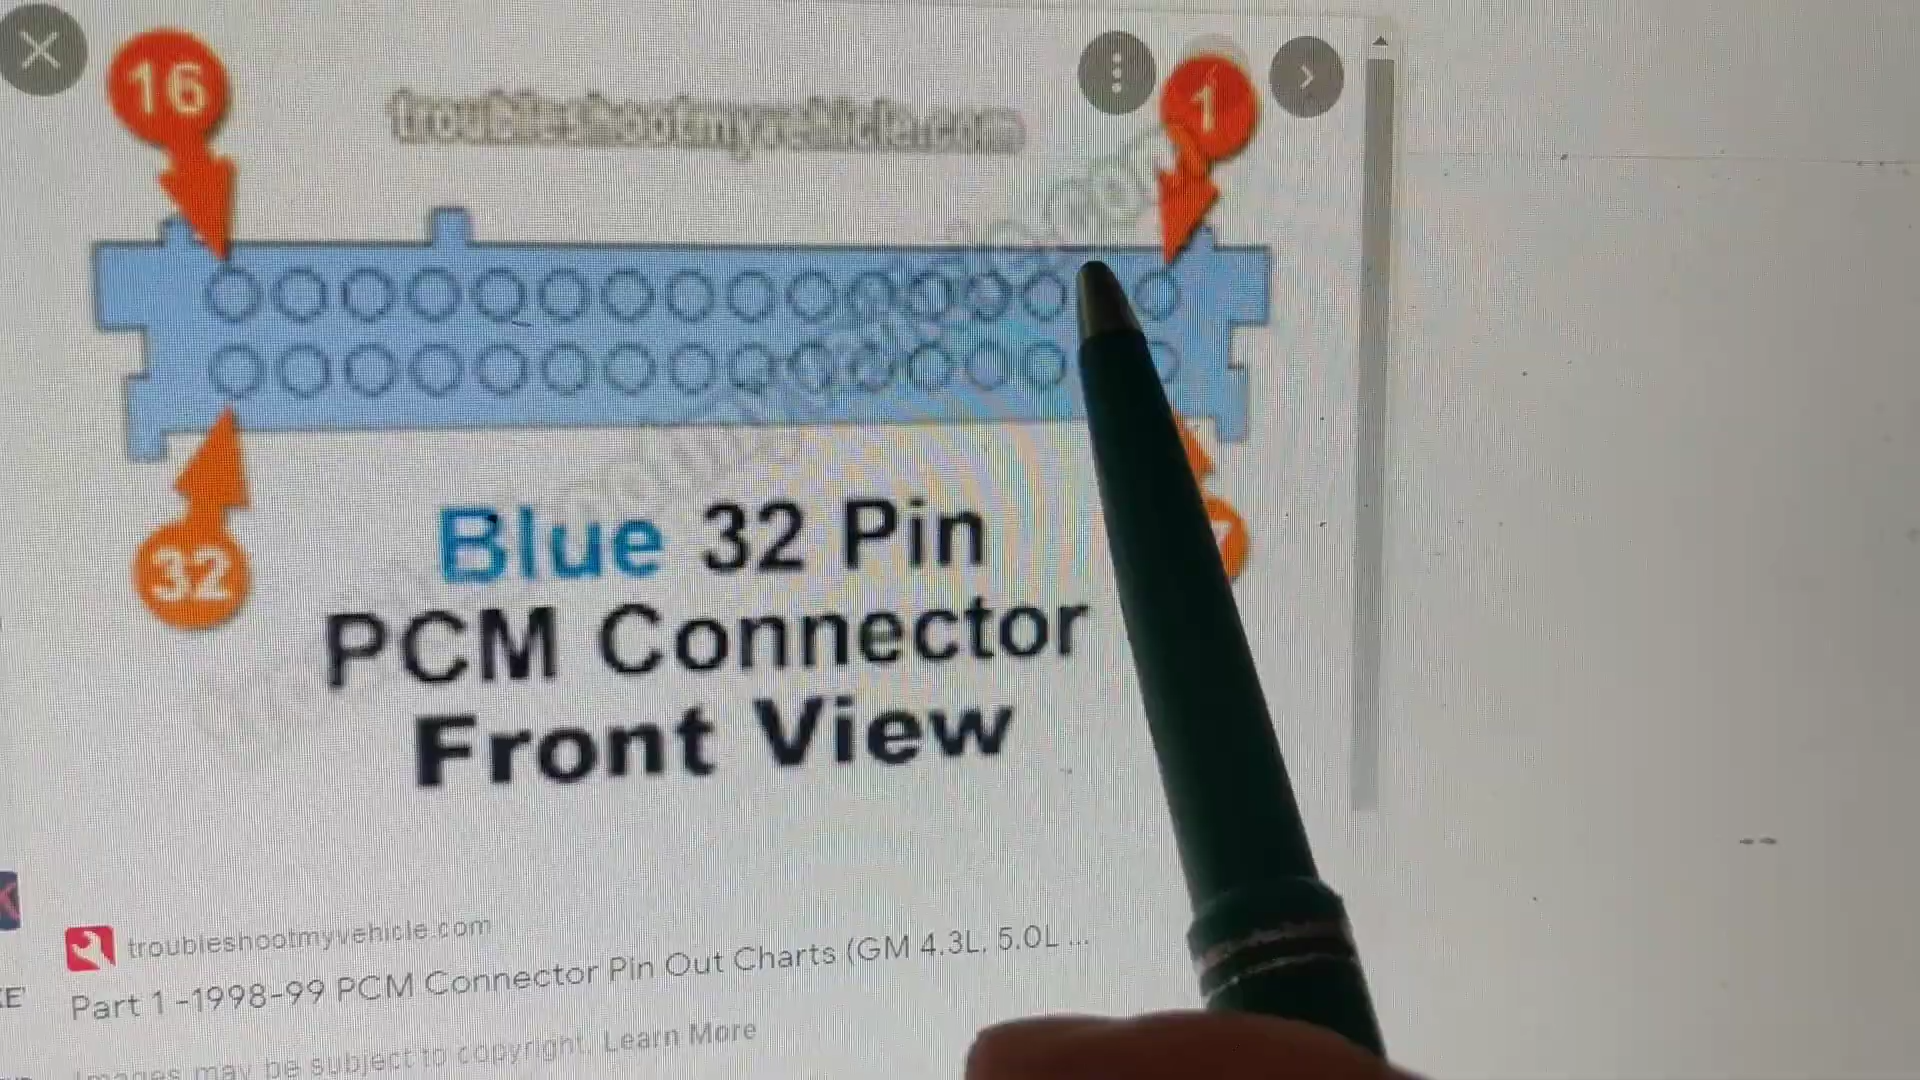 16
1
troubleshootmyvehicle.com
32
Blue 32 Pin
PCM Connector
Front View
troubleshootmyvehicle.com
Part 1 -1998-99 PCM Connector Pin Out Charts (GM 4.3L, 5.0L ...
Images may be subject to copyright. Learn More